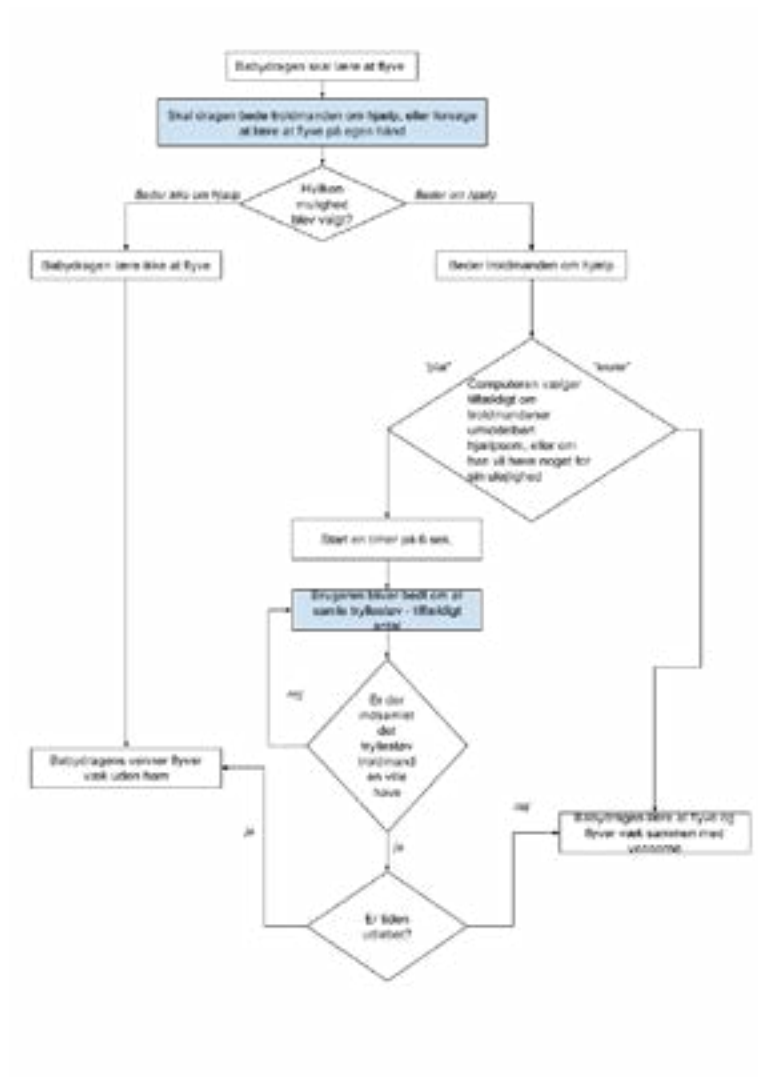 Babydragen skal lære at flyve
Skal dragen bede troldmanden om hjælp, eller forsøge
at lære at flyve på egen hånd
Hvilken
mulighed
blev valgt?
Beder ikke om hjælp
Beder om hjælp
Babydragen lære ikke at flyve
Beder troldmanden om hjælp
Computeren vælger
tilfældigt om
troldmanden er
umiddelbart
hjælpsom, eller om
han vil have noget for
sin ulejlighed
Start en timer på 6 sek.
Brugeren bliver bedt om at
samle tryllestøv - tilfældigt
antal
nej
Er der
indsamlet
det
tryllestøv
troldmand
en ville
have
Babydragens venner flyver
væk uden ham
ja
nej
Babydragen lære at flyve og
flyver væk sammen med
vennerne
ja
Er tiden
udløbet?